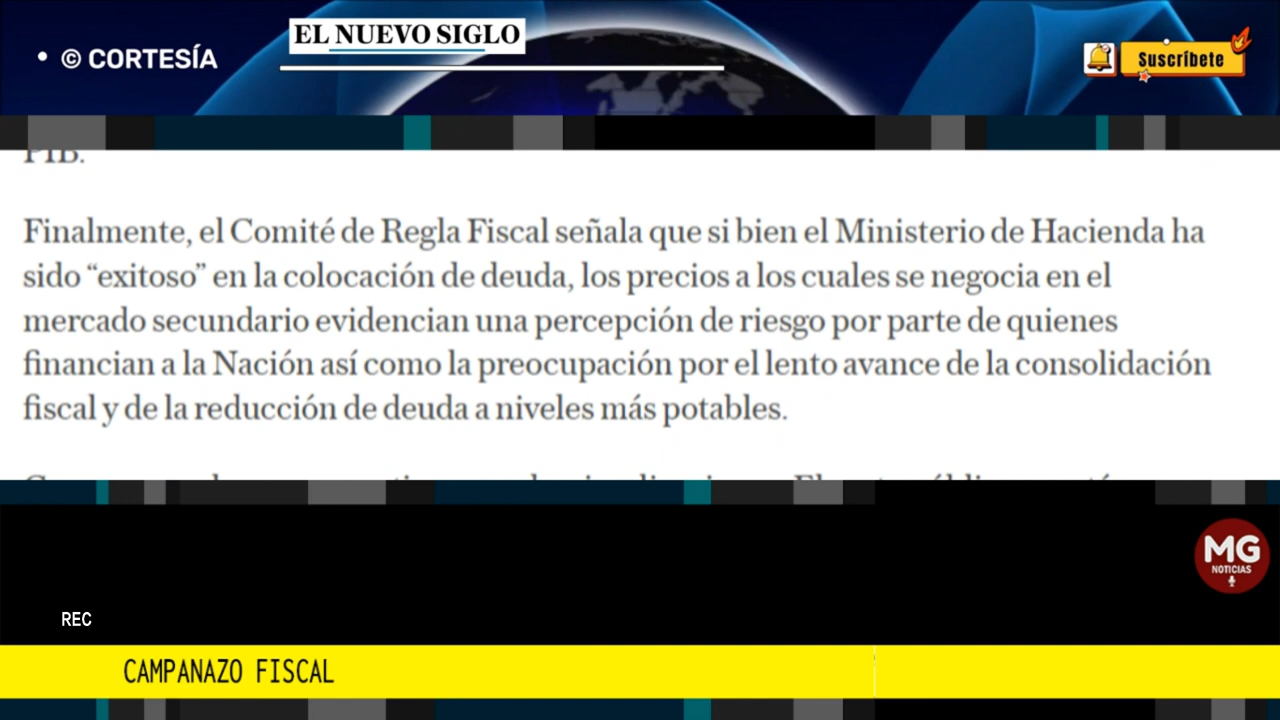 • © CORTESÍA
EL NUEVO SIGLO
Suscríbete
PIB.
Finalmente, el Comité de Regla Fiscal señala que si bien el Ministerio de Hacienda ha
sido “exitoso” en la colocación de deuda, los precios a los cuales se negocia en el
mercado secundario evidencian una percepción de riesgo por parte de quienes
financian a la Nación así como la preocupación por el lento avance de la consolidación
fiscal y de la reducción de deuda a niveles más potables.
MG
NOTICIAS
REC
CAMPANAZO FISCAL